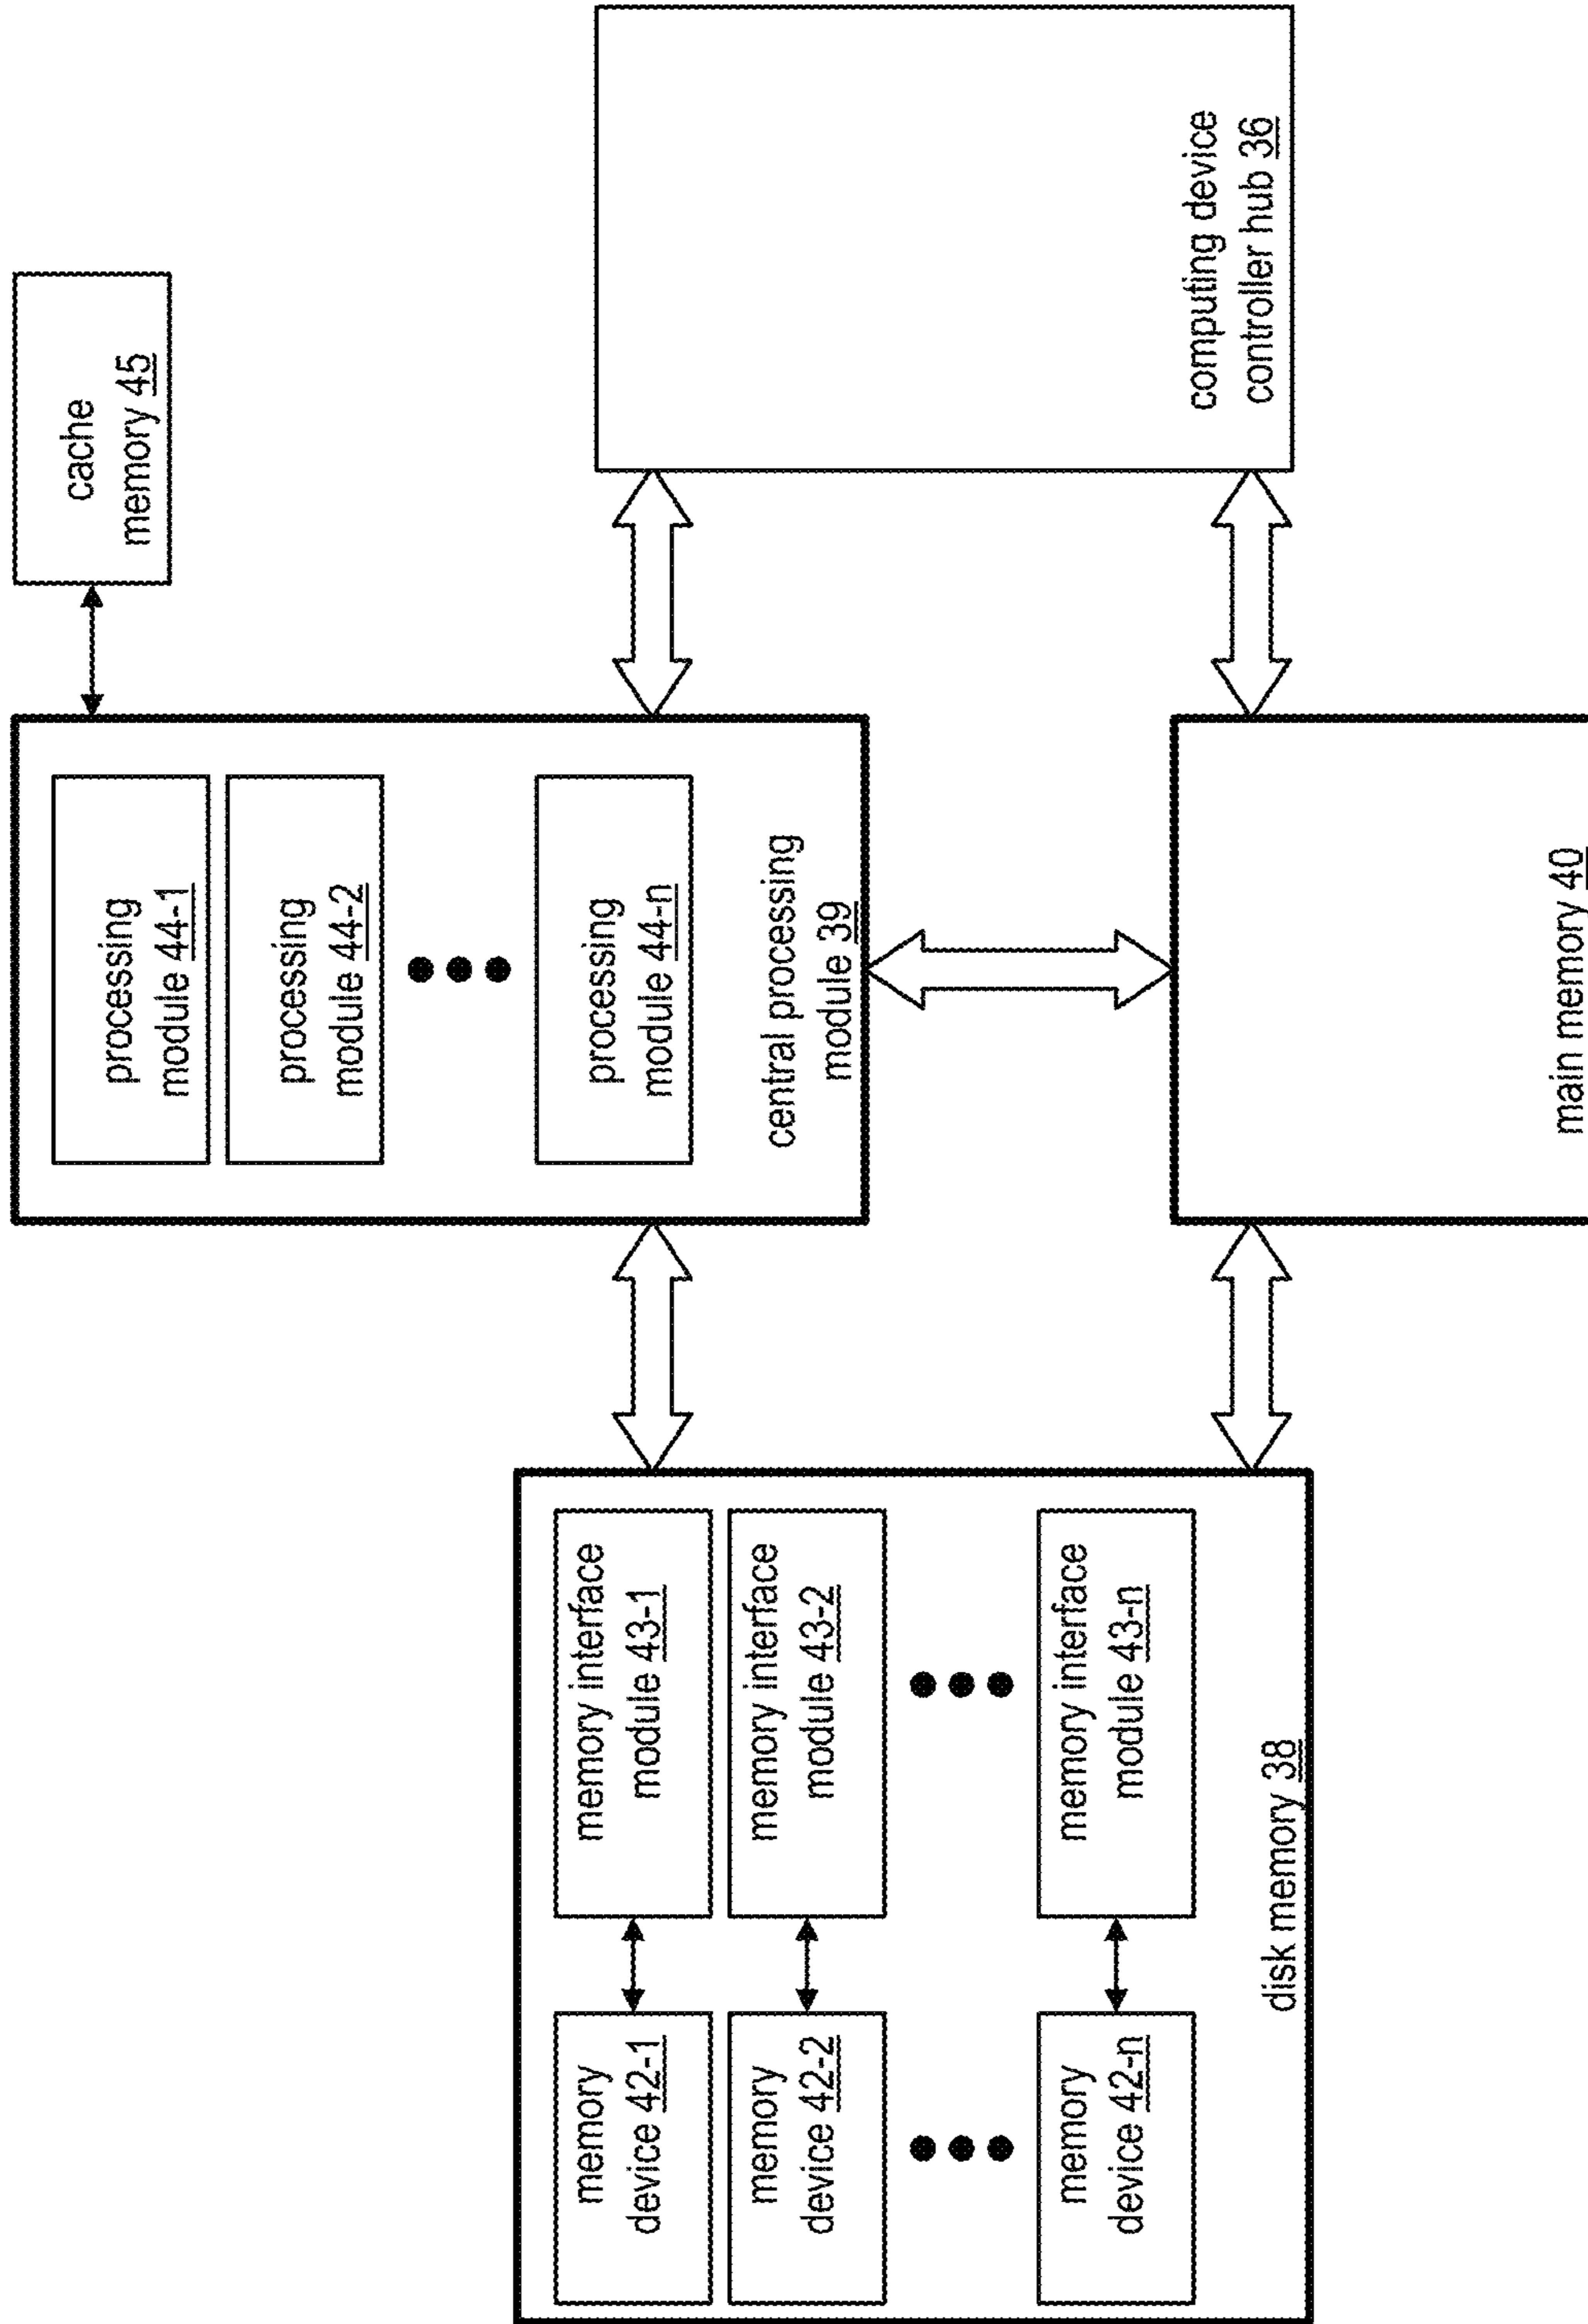 memory
device 42-1
memory interface
module 43-1
memory
device 42-2
memory interface
module 43-2
memory
device 42-n
memory interface
module 43-n
disk memory 38
processing
module 44-1
processing
module 44-2
processing
module 44-n
central processing
module 39
cache
memory 45
main memory 40
computing device
controller hub 36